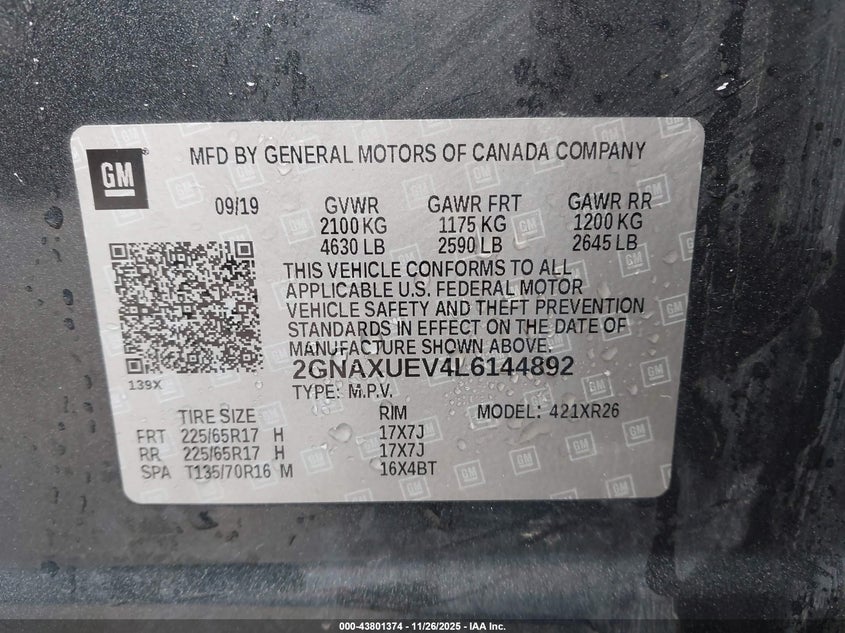 GM
MFD BY GENERAL MOTORS OF CANADA COMPANY
09/19 GVWR GAWR FRT GAWR RR
2100 KG 1175 KG 1200 KG
4630 LB 2590 LB 2645 LB
THIS VEHICLE CONFORMS TO ALL
APPLICABLE U.S. FEDERAL MOTOR
VEHICLE SAFETY AND THEFT PREVENTION
STANDARDS IN EFFECT ON THE DATE OF
MANUFACTURE SHOWN ABOVE.
139X
2GNAXUEV4L6144892
TYPE: M.P.V.
TIRE SIZE RIM MODEL: 421XR26
FRT 225/65R17 H 17X7J
RR 225/65R17 H 17X7J
SPA T135/70R16 M 16X4BT
000-43801374 - 11/26/2025 - IAA Inc.